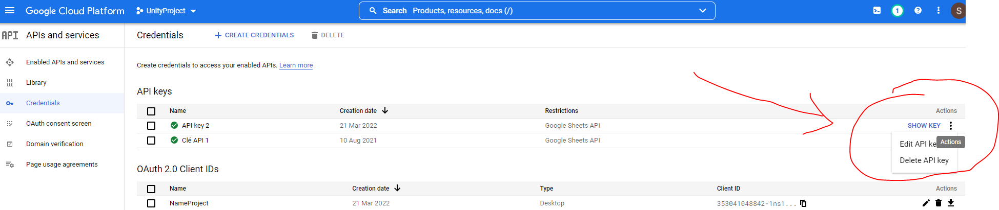 Google Cloud Platform UnityProject Search Products, resources, docs (/) 1 ? S
API APIs and services Credentials + CREATE CREDENTIALS DELETE
Enabled APIs and services
Library
Credentials
OAuth consent screen
Domain verification
Page usage agreements
Create credentials to access your enabled APIs. Learn more
API keys
Name Creation date Restrictions Actions
API key 2 21 Mar 2022 Google Sheets API SHOW KEY
Clé API 1 10 Aug 2021 Google Sheets API
Edit API ke Actions
Delete API key
OAuth 2.0 Client IDs
Name Creation date Type Client ID Actions
NameProject 21 Mar 2022 Desktop 353041048842-1ns1...